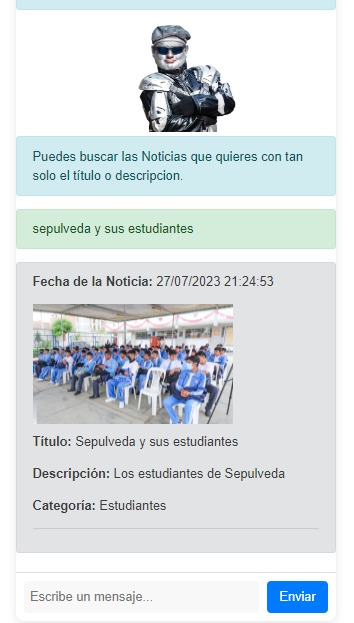 Puedes buscar las Noticias que quieres con tan
solo el título o descripcion.
sepulveda y sus estudiantes
Fecha de la Noticia: 27/07/2023 21:24:53
Título: Sepulveda y sus estudiantes
Descripción: Los estudiantes de Sepulveda
Categoría: Estudiantes
Escribe un mensaje...
Enviar